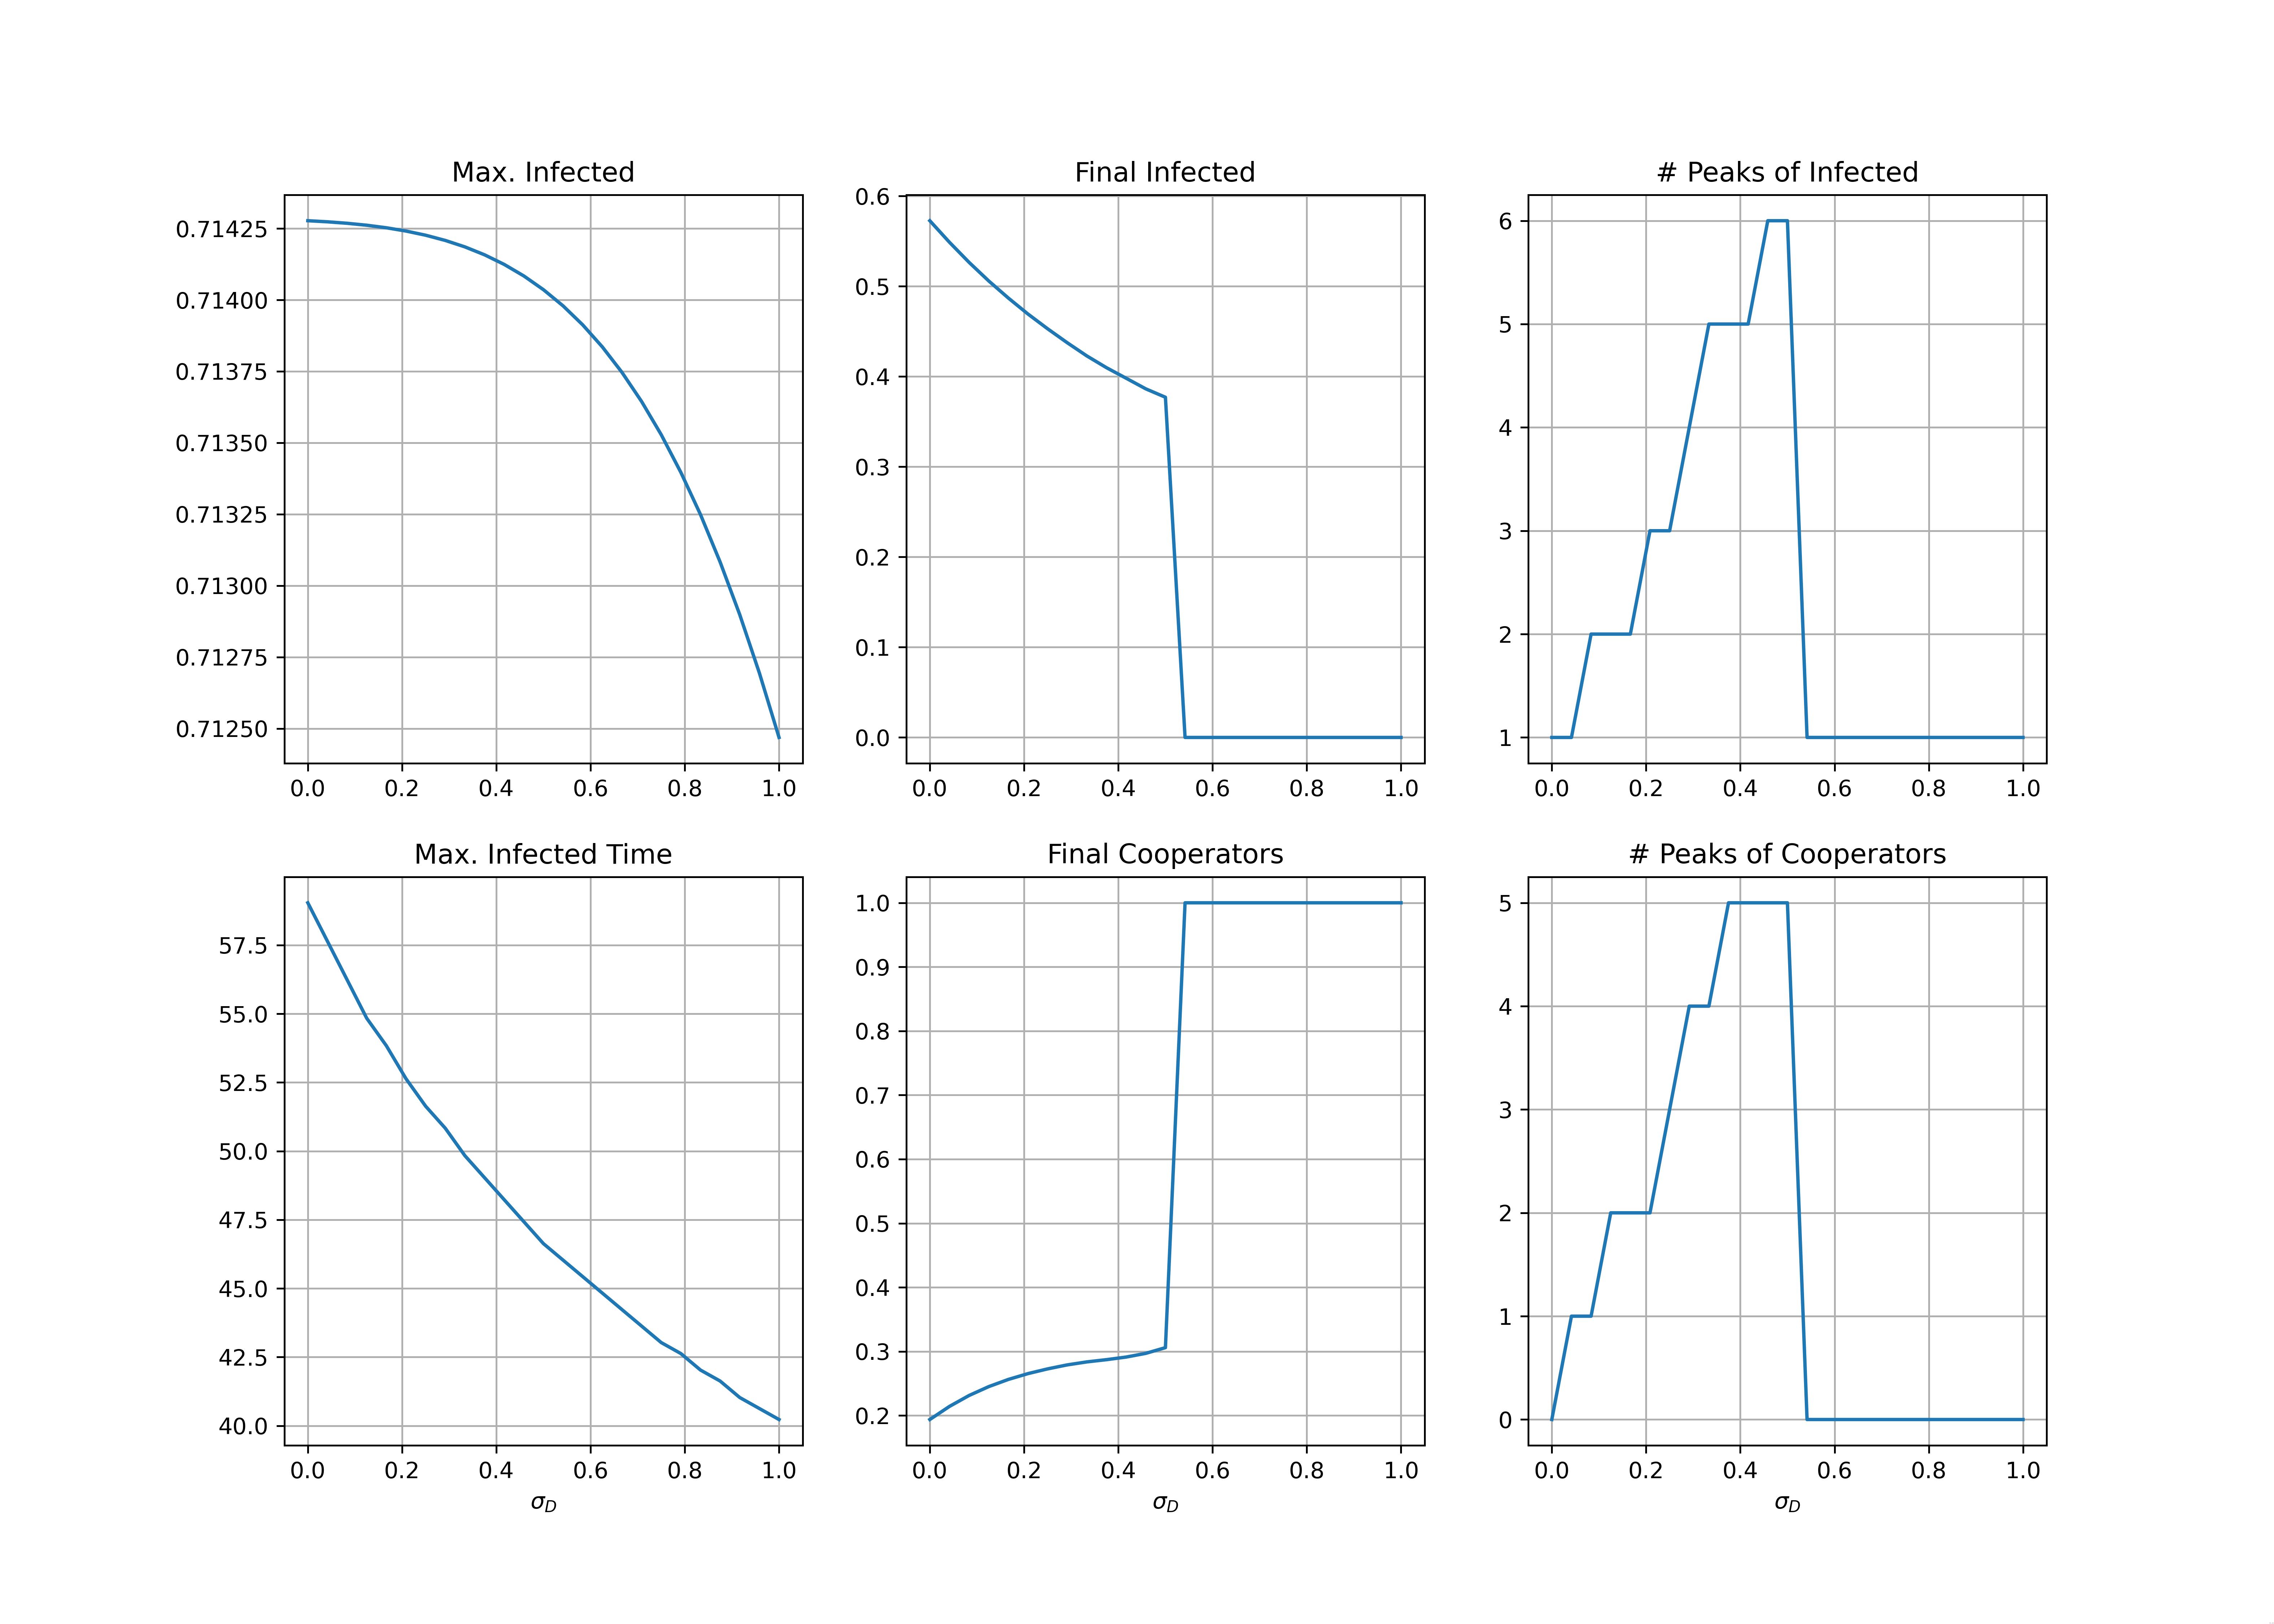 Max. Infected
0.71425
0.71400
0.71375
0.71350
0.71325
0.71300
0.71275
0.71250
0.0 0.2 0.4 0.6 0.8 1.0
Final Infected
0.6
0.5
0.4
0.3
0.2
0.1
0.0
0.0 0.2 0.4 0.6 0.8 1.0
# Peaks of Infected
6
5
4
3
2
1
0.0 0.2 0.4 0.6 0.8 1.0
Max. Infected Time
57.5
55.0
52.5
50.0
47.5
45.0
42.5
40.0
0.0 0.2 0.4 0.6 0.8 1.0
σ_D
Final Cooperators
1.0
0.9
0.8
0.7
0.6
0.5
0.4
0.3
0.2
0.0 0.2 0.4 0.6 0.8 1.0
σ_D
# Peaks of Cooperators
5
4
3
2
1
0
0.0 0.2 0.4 0.6 0.8 1.0
σ_D